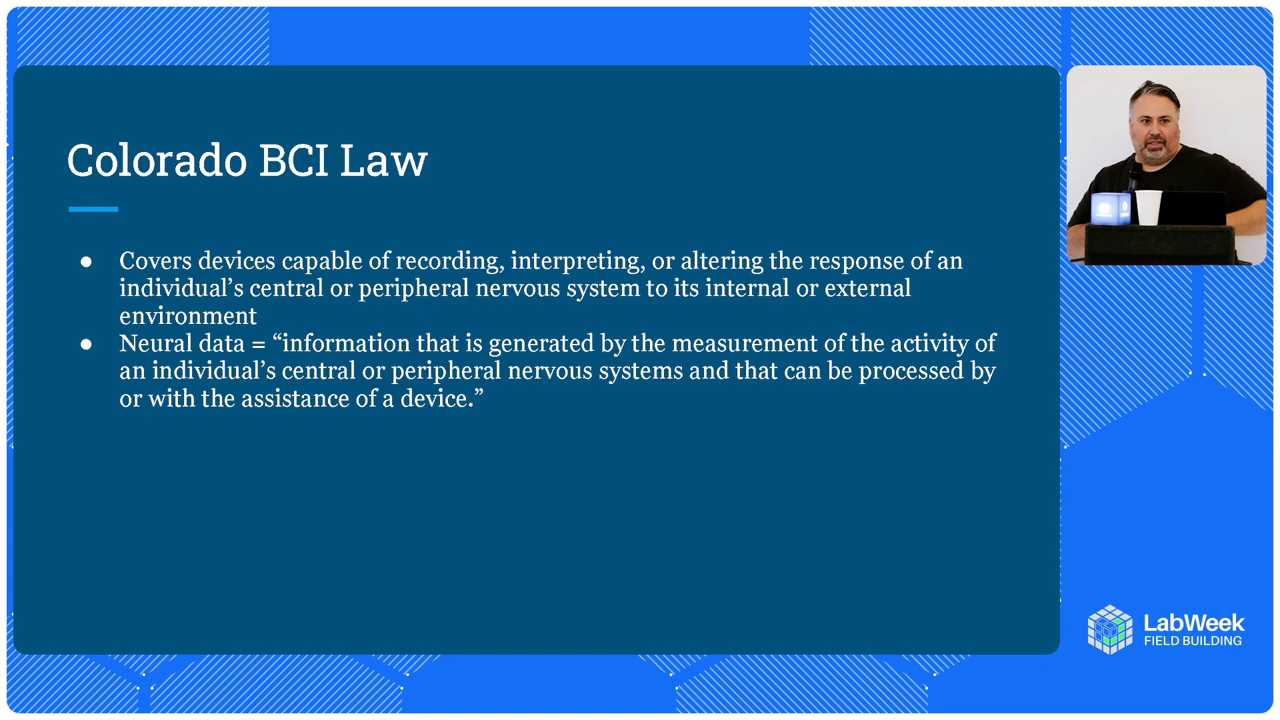 Colorado BCI Law
● Covers devices capable of recording, interpreting, or altering the response of an
individual’s central or peripheral nervous system to its internal or external
environment
● Neural data = “information that is generated by the measurement of the activity of
an individual’s central or peripheral nervous systems and that can be processed by
or with the assistance of a device.”
LabWeek
FIELD BUILDING